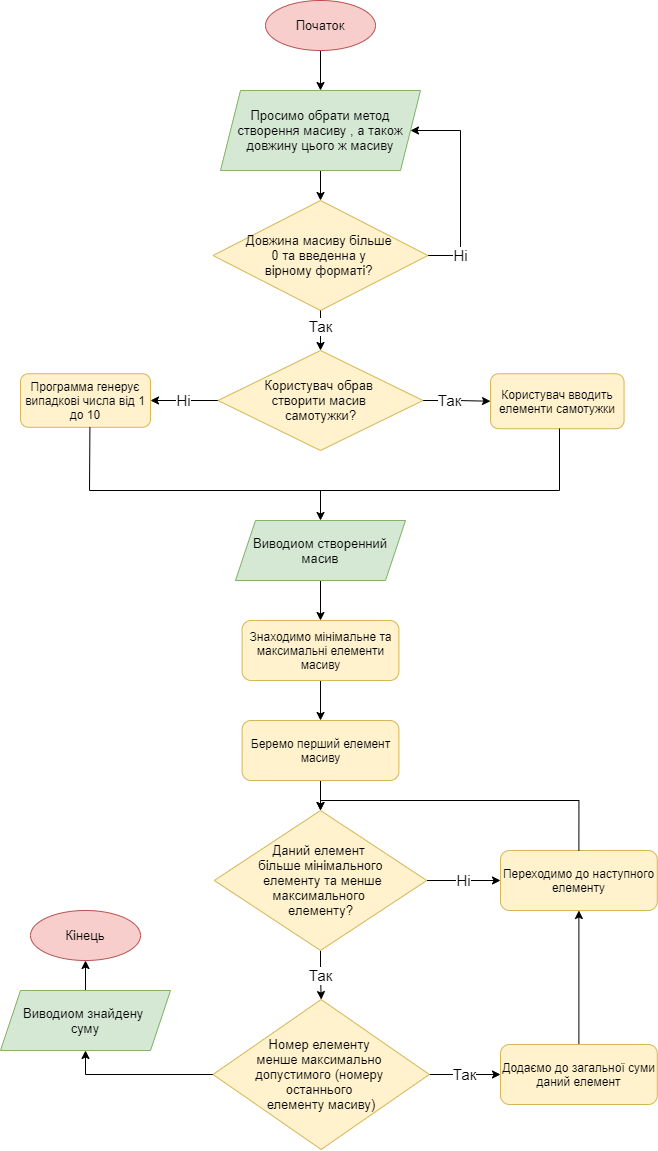 Початок
Просимо обрати метод
створення масиву , а також
довжину цього ж масиву
Довжина масиву більше
0 та введенна у
вірному форматі?
Ні
Так
Користувач обрав
створити масив
самотужки?
Ні
Так
Программа генерує
випадкові числа від 1
до 10
Користувач вводить
елементи самотужки
Виводиом створенний
масив
Знаходимо мінімальне та
максимальні елементи
масиву
Беремо перший елемент
масиву
Даний елемент
більше мінімального
елементу та менше
максимального
елементу?
Ні
Переходимо до наступного
елементу
Так
Кінець
Виводиом знайдену
суму
Номер елементу
менше максимально
допустимого (номеру
останнього
елементу масиву)
Так
Додаємо до загальної суми
даний елемент